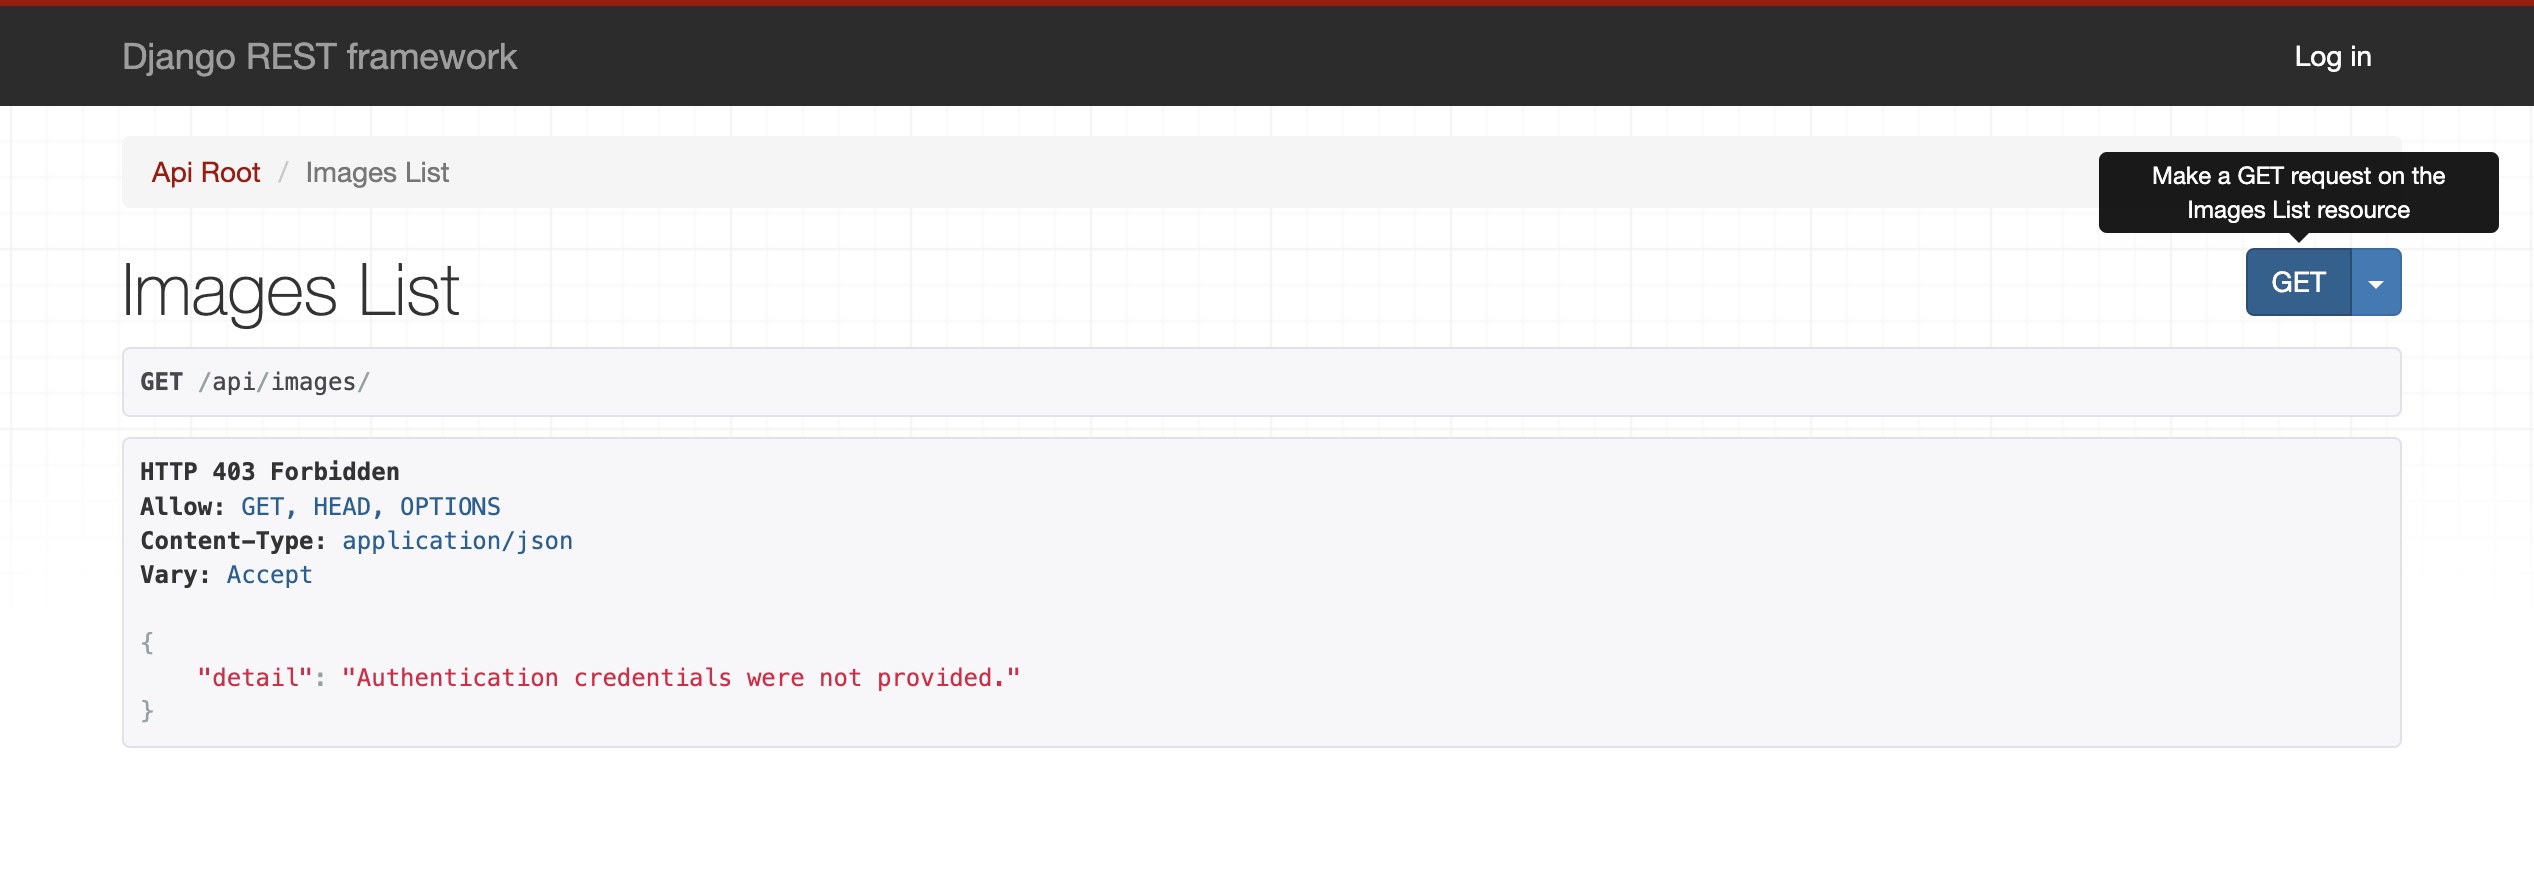 Django REST framework
Log in
Api Root / Images List
Make a GET request on the
Images List resource
Images List
GET
GET /api/images/
HTTP 403 Forbidden
Allow: GET, HEAD, OPTIONS
Content-Type: application/json
Vary: Accept
{
    "detail": "Authentication credentials were not provided."
}